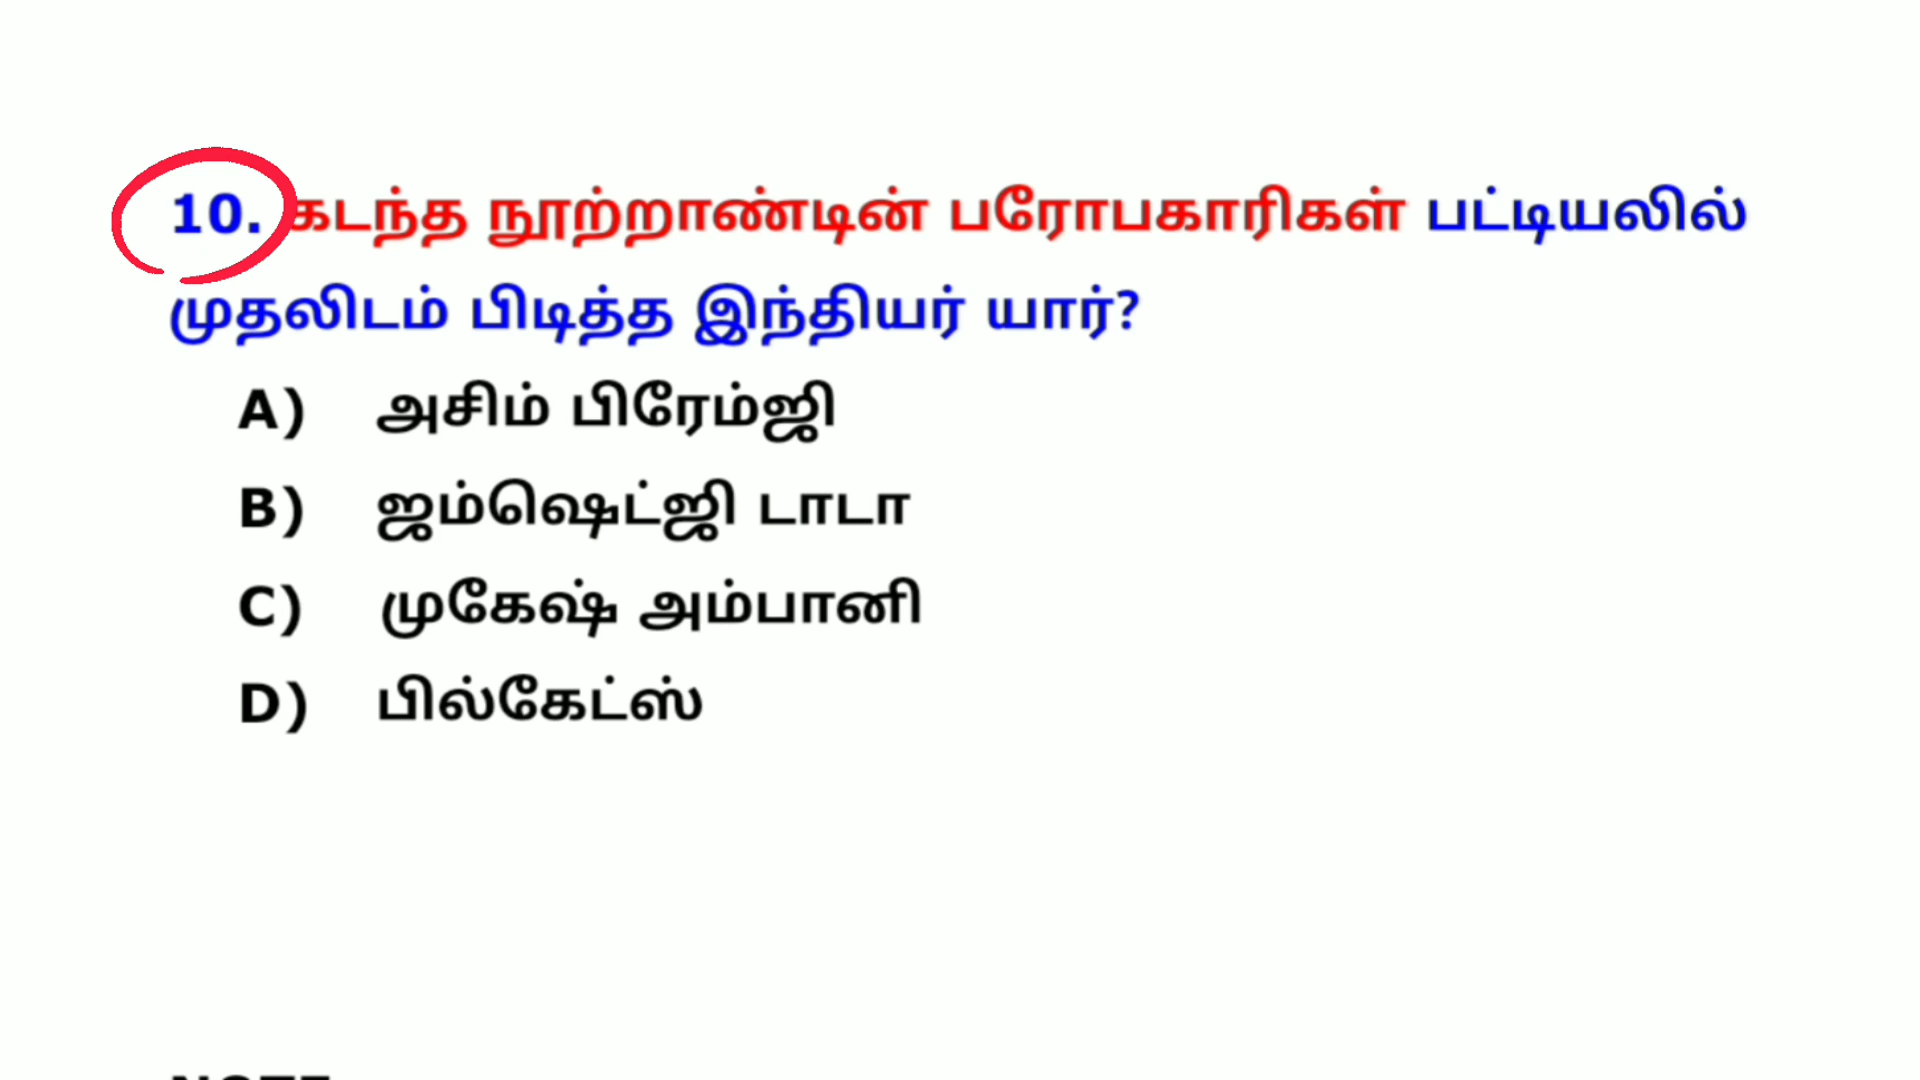 10. கடந்த நூற்றாண்டின் பரோபகாரிகள் பட்டியலில்
முதலிடம் பிடித்த இந்தியர் யார்?
A) அசிம் பிரேம்ஜி
B) ஜம்ஷெட்ஜி டாடா
C) முகேஷ் அம்பானி
D) பில்கேட்ஸ்